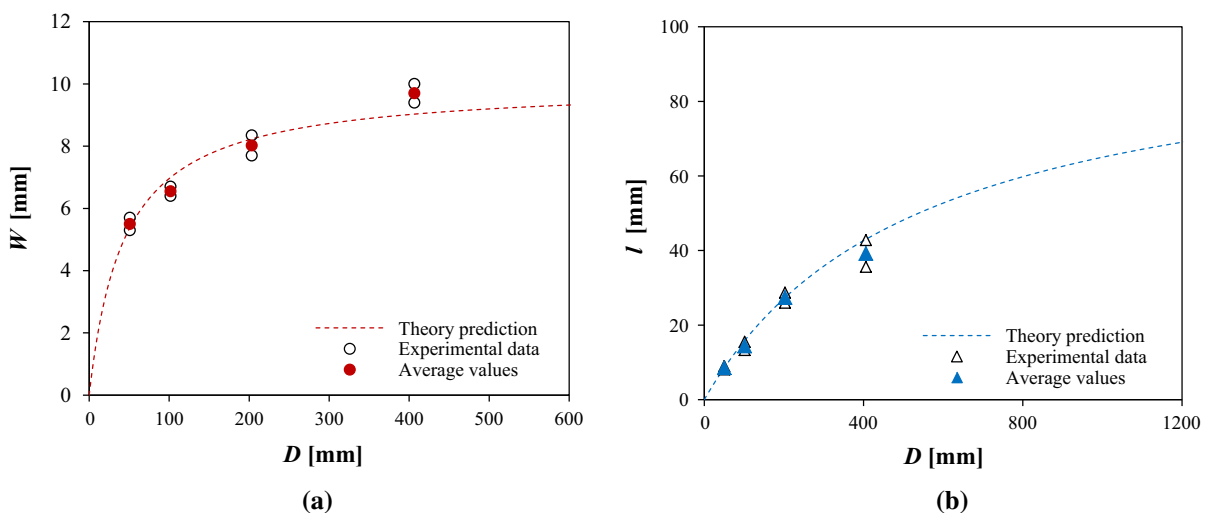 12
10
8
6
4
2
0
W [mm]
0 100 200 300 400 500 600
D [mm]
Theory prediction
Experimental data
Average values
(a)
100
80
60
40
20
0
l [mm]
0 400 800 1200
D [mm]
Theory prediction
Experimental data
Average values
(b)